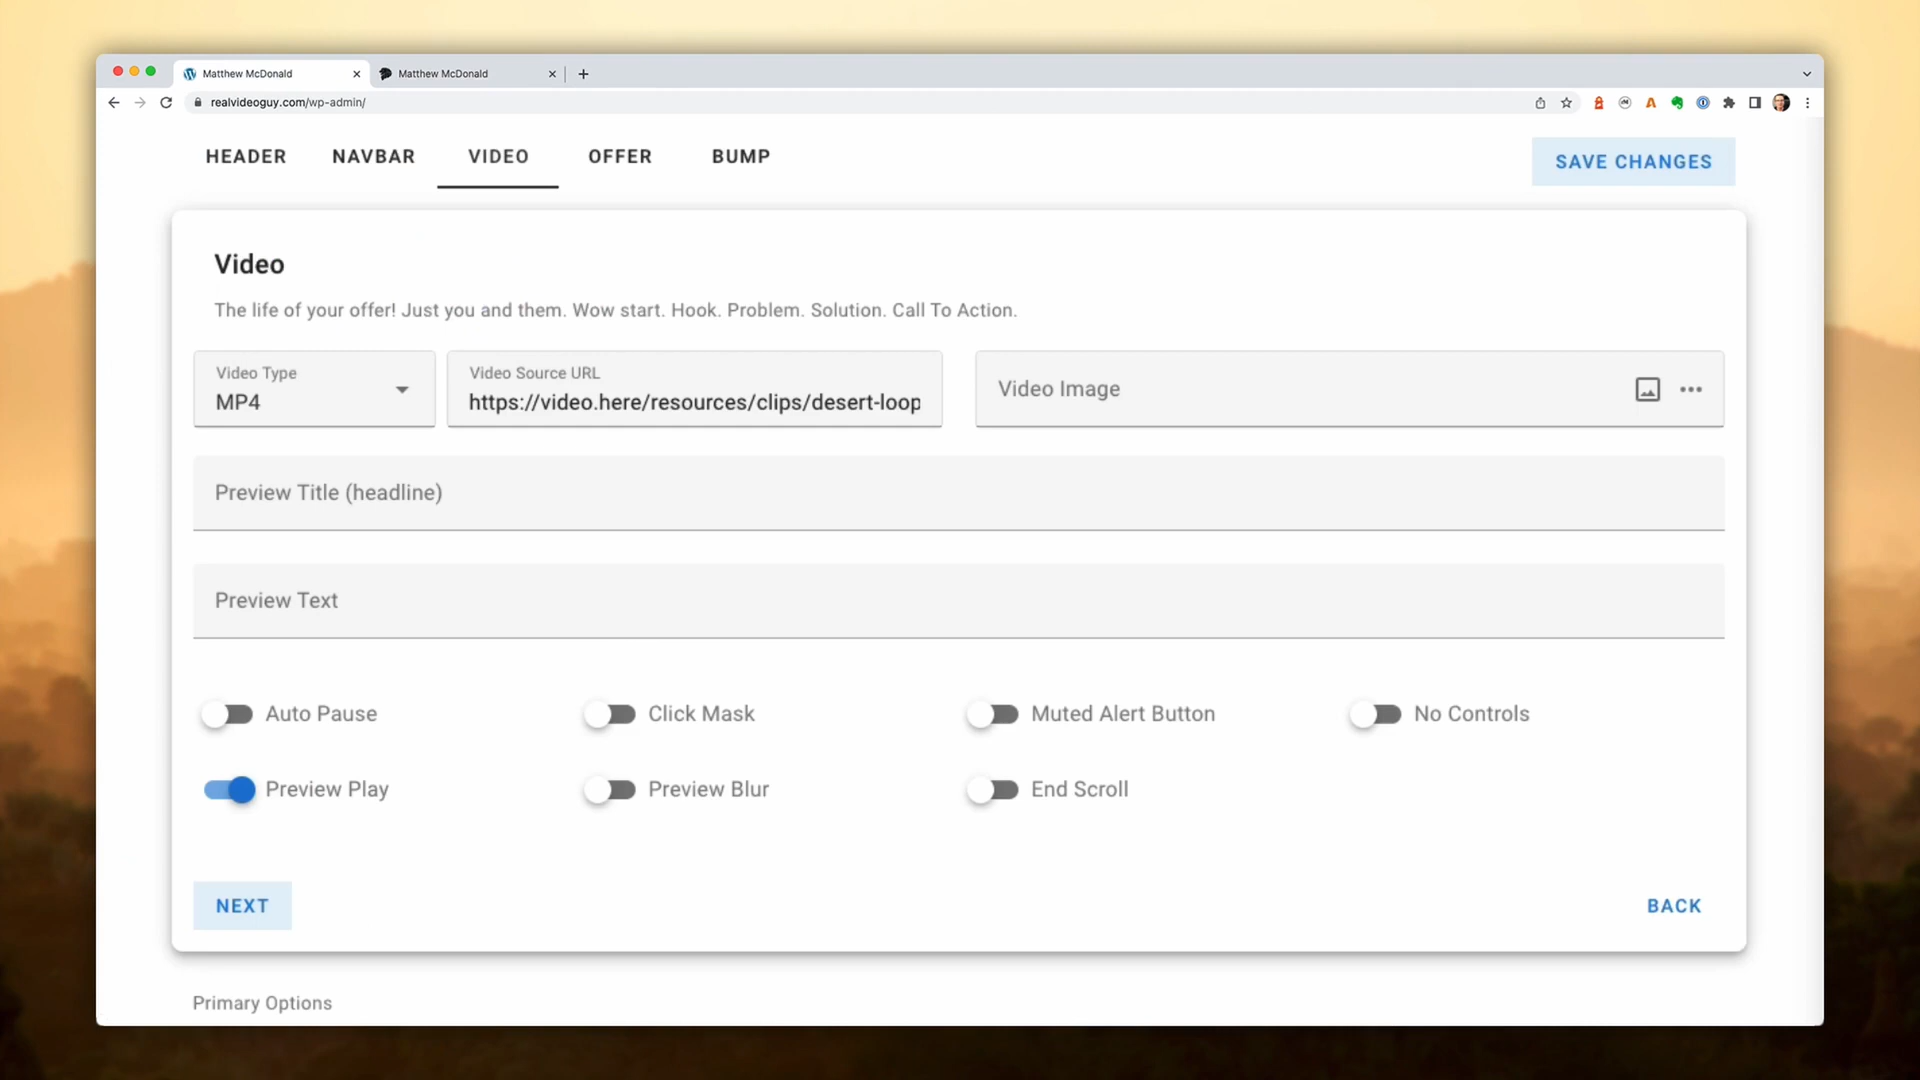 Matthew McDonald
Matthew McDonald
realvideoguy.com/wp-admin/
HEADER
NAVBAR
VIDEO
OFFER
BUMP
SAVE CHANGES
Video
The life of your offer! Just you and them. Wow start. Hook. Problem. Solution. Call To Action.
Video Type
MP4
Video Source URL
https://video.here/resources/clips/desert-loop
Video Image
Preview Title (headline)
Preview Text
Auto Pause
Click Mask
Muted Alert Button
No Controls
Preview Play
Preview Blur
End Scroll
NEXT
BACK
Primary Options